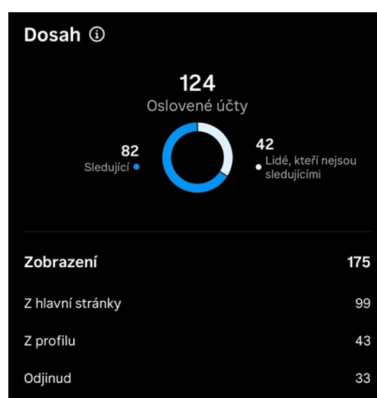 Dosah
124
Oslovené účty
82
Sledující
42
Lidé, kteří nejsou
sledujícími
Zobrazení 175
Z hlavní stránky 99
Z profilu 43
Odjinud 33